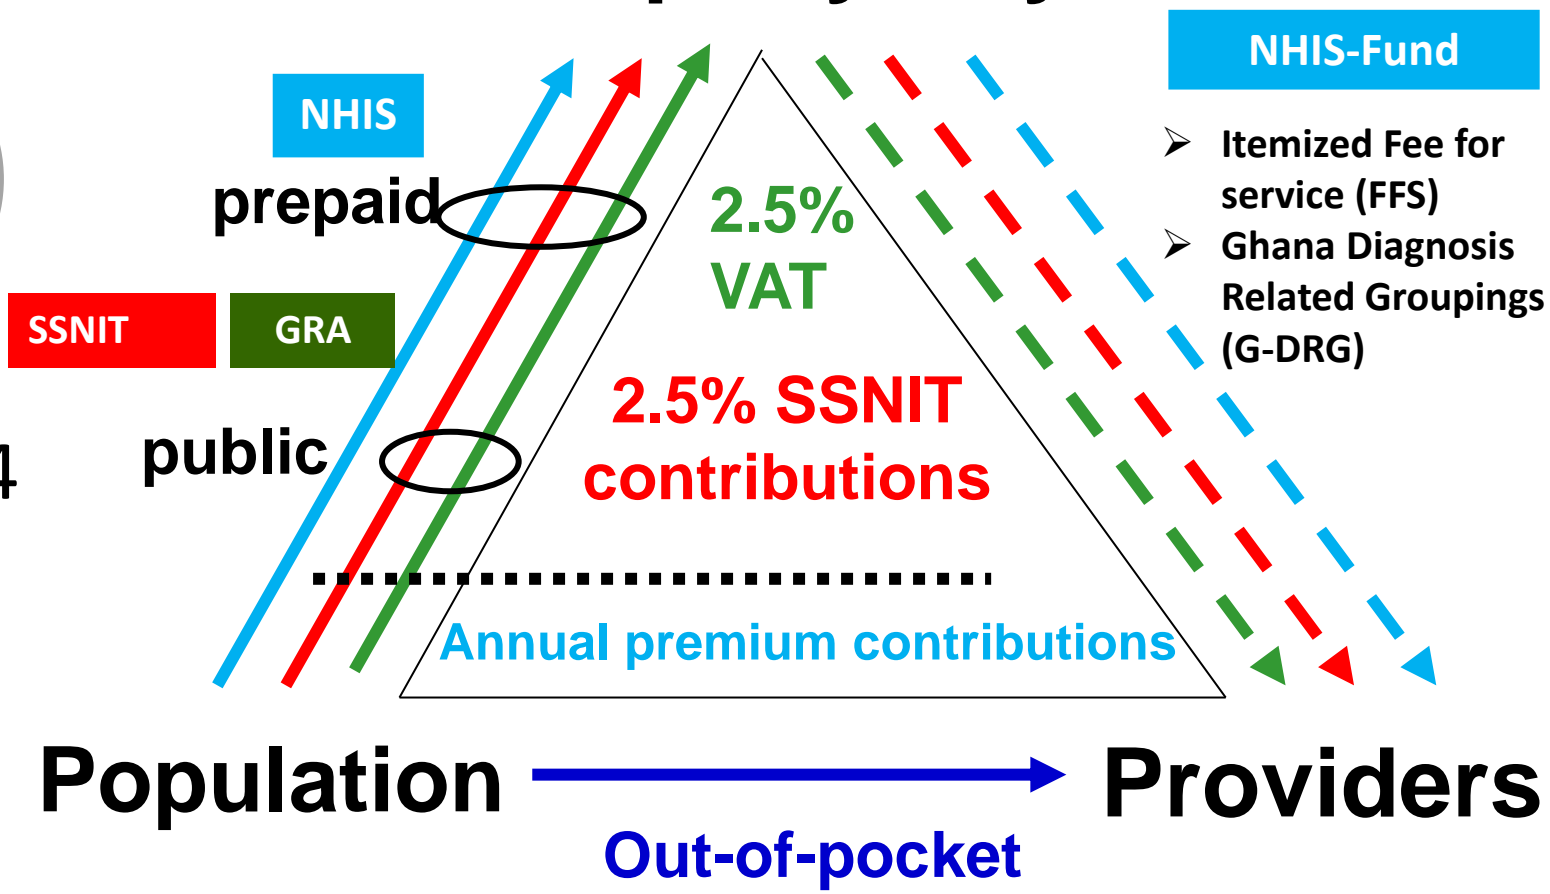 NHIS-Fund
NHIS
prepaid
➢ Itemized Fee for
service (FFS)
➢ Ghana Diagnosis
Related Groupings
(G-DRG)
2.5%
VAT
SSNIT
GRA
2.5% SSNIT
contributions
public
4
Annual premium contributions
Population
Providers
Out-of-pocket